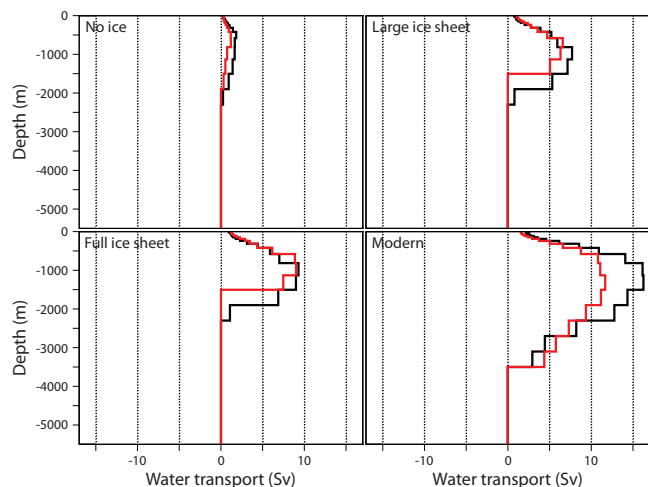 No ice
Large ice sheet
0
-1000
-2000
-3000
-4000
-5000
Depth (m)
Full ice sheet
Modern
0
-1000
-2000
-3000
-4000
-5000
Depth (m)
-10 0 10
-10 0 10
Water transport (Sv)
Water transport (Sv)